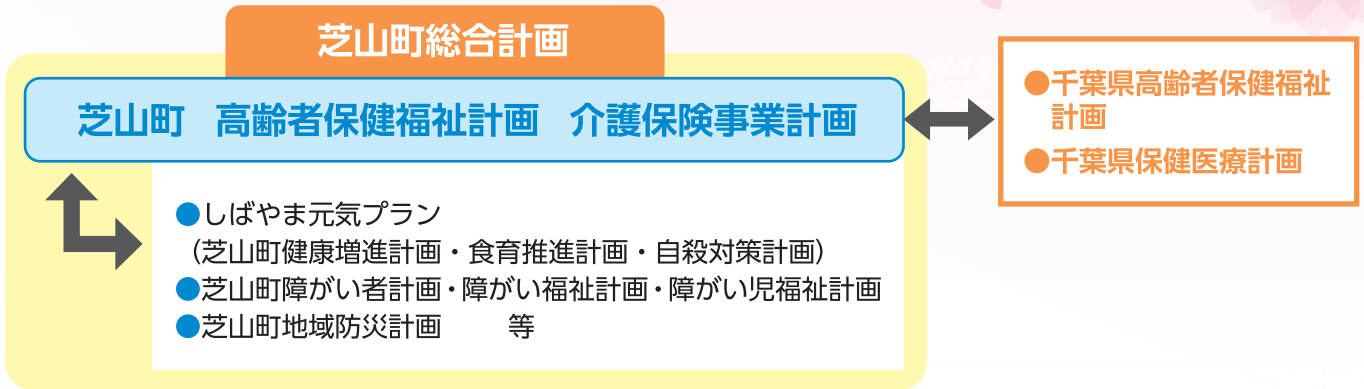 芝山町総合計画
芝山町 高齢者保健福祉計画 介護保険事業計画
●しばやま元気プラン
（芝山町健康増進計画・食育推進計画・自殺対策計画）
●芝山町障がい者計画・障がい福祉計画・障がい児福祉計画
●芝山町地域防災計画 等
●千葉県高齢者保健福祉
計画
●千葉県保健医療計画